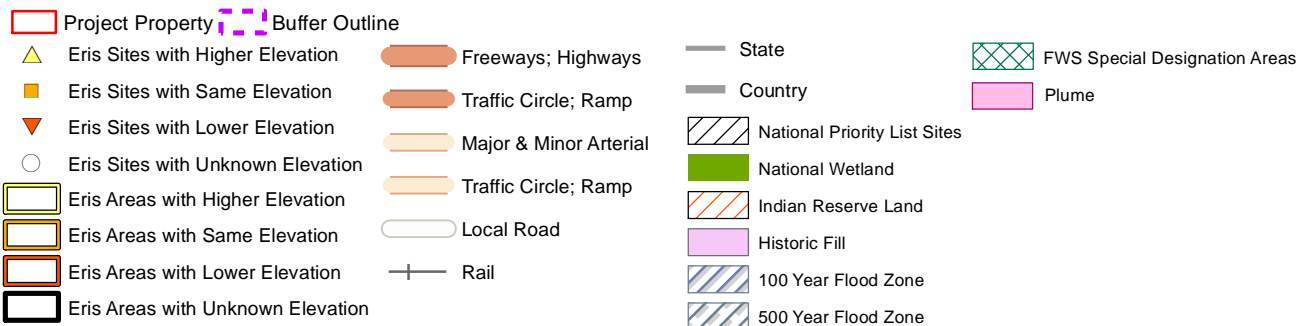 Project Property
Buffer Outline
Eris Sites with Higher Elevation
Eris Sites with Same Elevation
Eris Sites with Lower Elevation
Eris Sites with Unknown Elevation
Eris Areas with Higher Elevation
Eris Areas with Same Elevation
Eris Areas with Lower Elevation
Eris Areas with Unknown Elevation
Freeways; Highways
Traffic Circle; Ramp
Major & Minor Arterial
Traffic Circle; Ramp
Local Road
Rail
State
Country
National Priority List Sites
National Wetland
Indian Reserve Land
Historic Fill
100 Year Flood Zone
500 Year Flood Zone
FWS Special Designation Areas
Plume